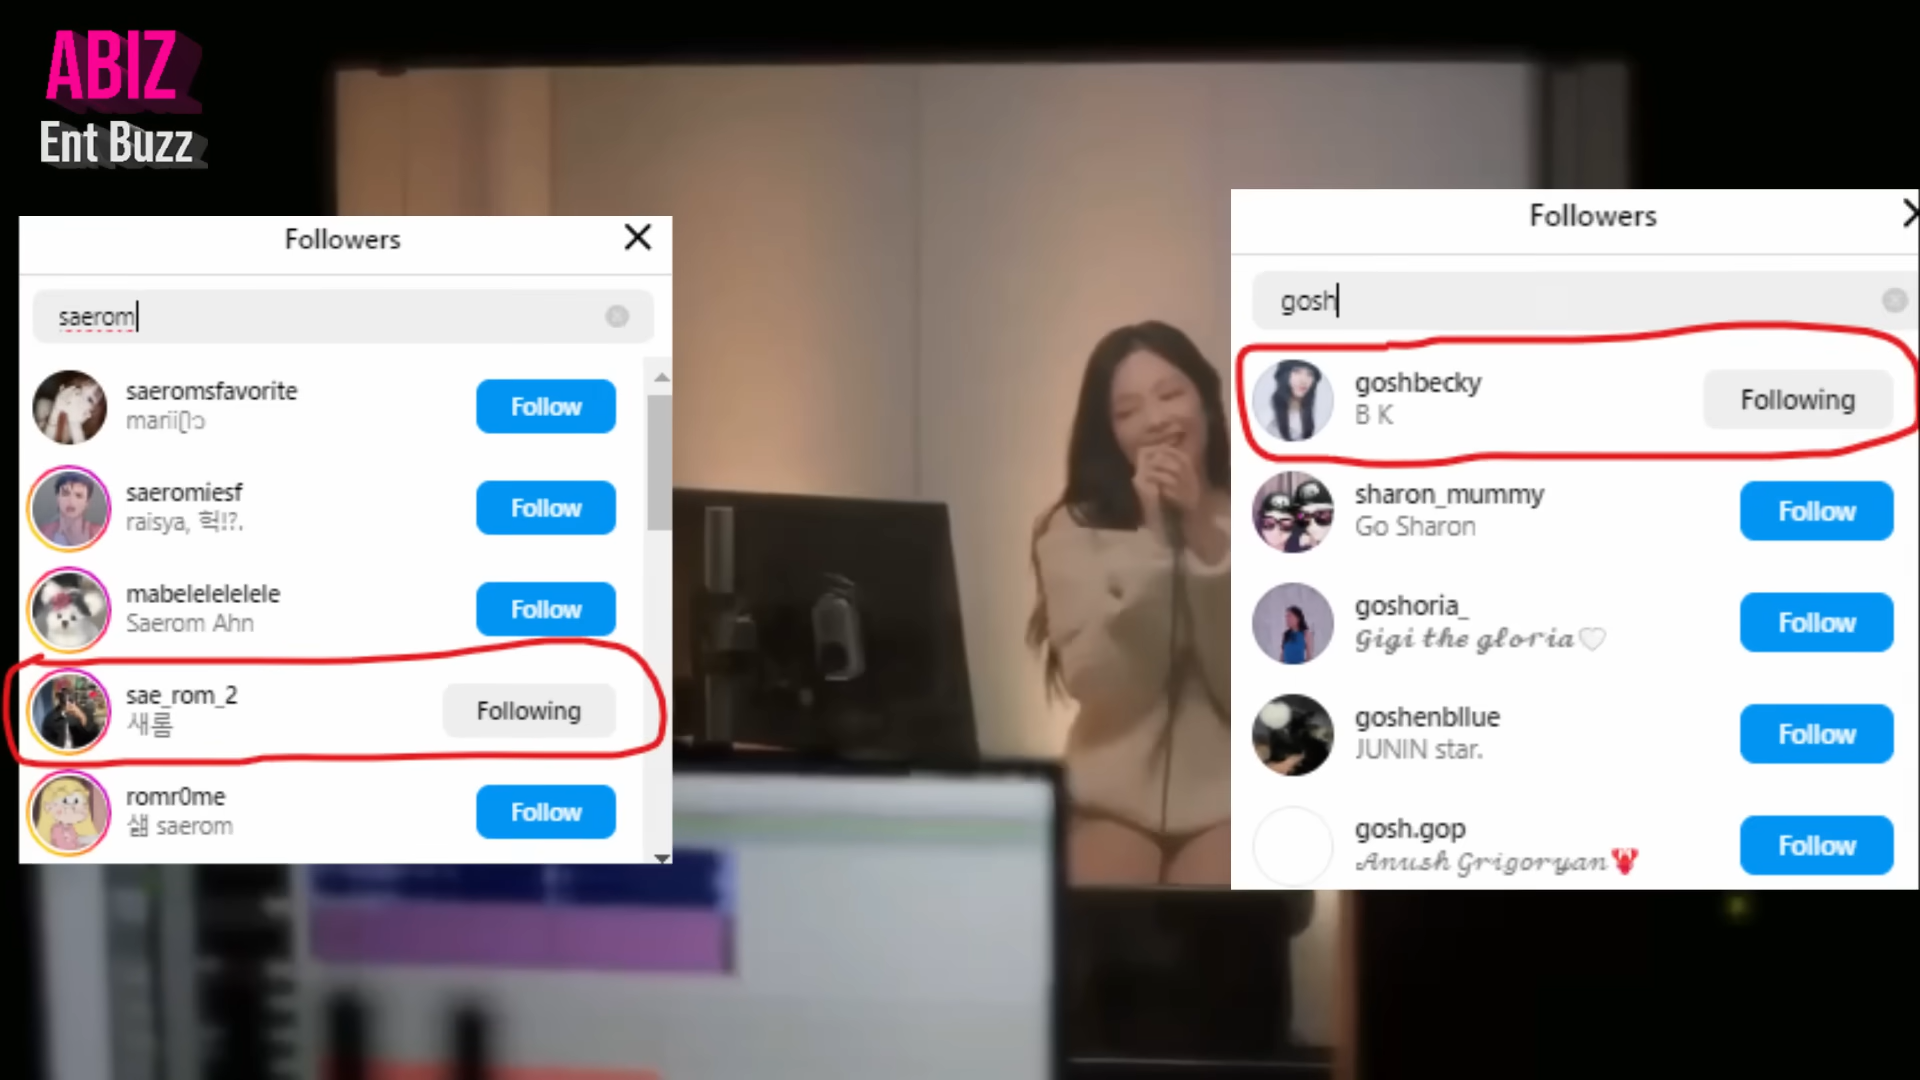 ABIZ
Ent Buzz
Followers
saerom
saeromsfavorite
Follow
saeromiesf
raisya, 헉!?.
Follow
mabelelelelele
Saerom Ahn
Follow
sae_rom_2
새롬
Following
romr0me
Follow
샒 saerom
Followers
gosh
goshbecky
B K
Following
sharon_mummy
Go Sharon
Follow
goshoria_
Gigi the gloria🤍
Follow
goshenbllue
JUNIN star.
Follow
gosh.gop
Anush Grigoryan🦞
Follow